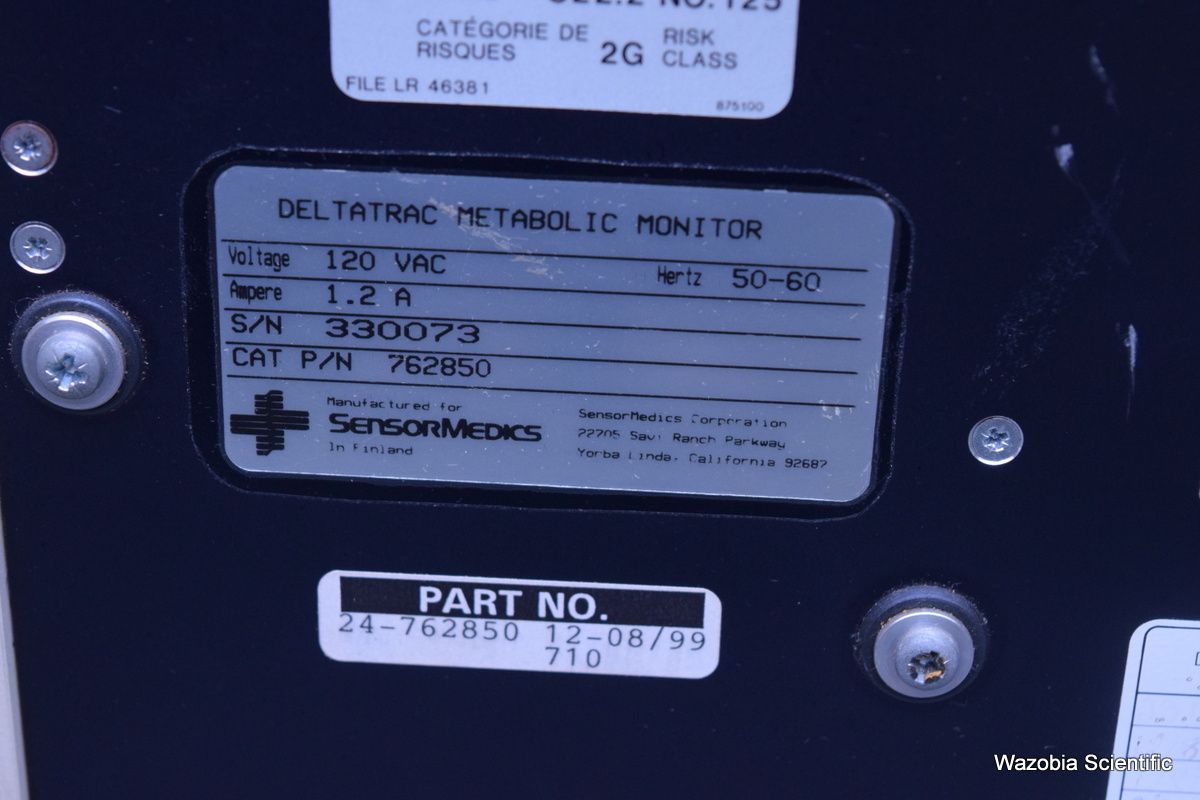 NO.125
CATÉGORIE DE RISQUES 2G RISK CLASS
FILE LR 46381
875100
DELTATRAC METABOLIC MONITOR
Voltage 120 VAC Hertz 50-60
Ampere 1.2 A
S/N 330073
CAT P/N 762850
Manufactured for
SENSORMEDICS
In Finland
SensorMedics Corporation
22705 Savi Ranch Parkway
Yorba Linda, California 92687
PART NO.
24-762850 12-08/99
710
Wazobia Scientific